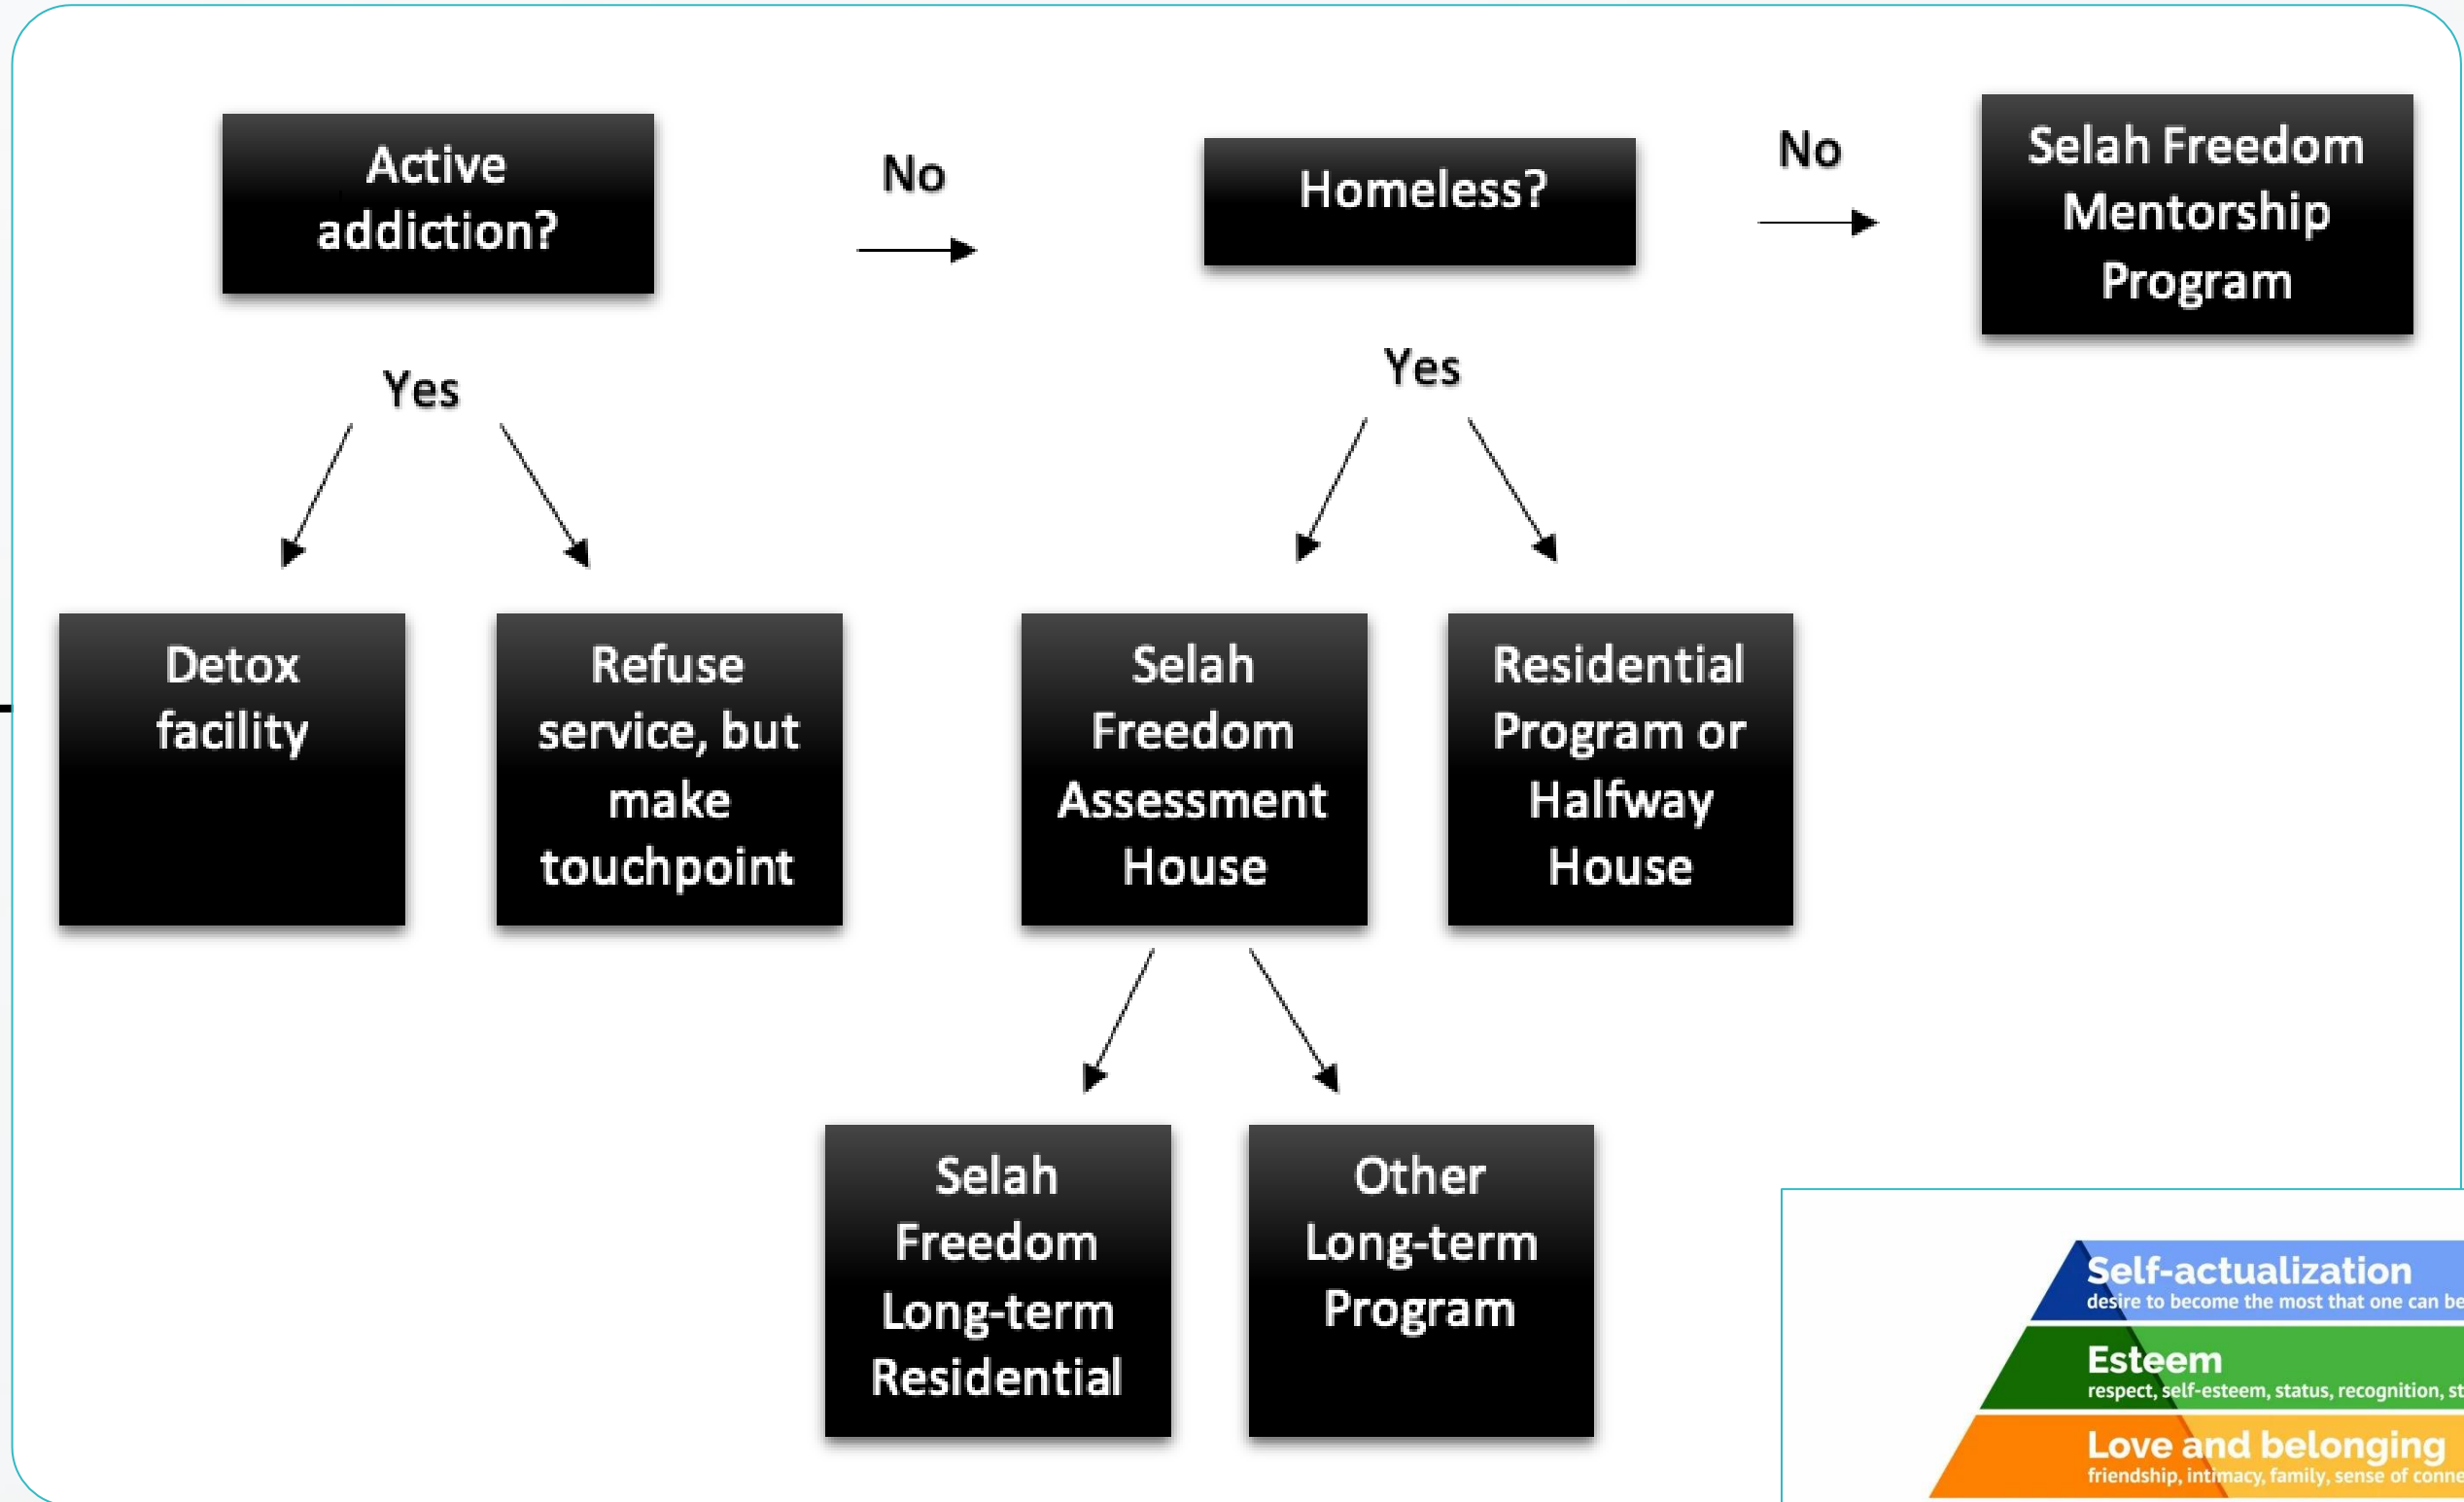 Active
addiction?
No
Homeless?
No
Selah Freedom
Mentorship
Program
Yes
Yes
Detox
facility
Refuse
service, but
make
touchpoint
Selah
Freedom
Assessment
House
Residential
Program or
Halfway
House
Selah
Freedom
Long-term
Residential
Other
Long-term
Program
Self-actualization
desire to become the most that one can be
Esteem
respect, self-esteem, status, recognition,
Love and belonging
friendship, intimacy, family, sense of